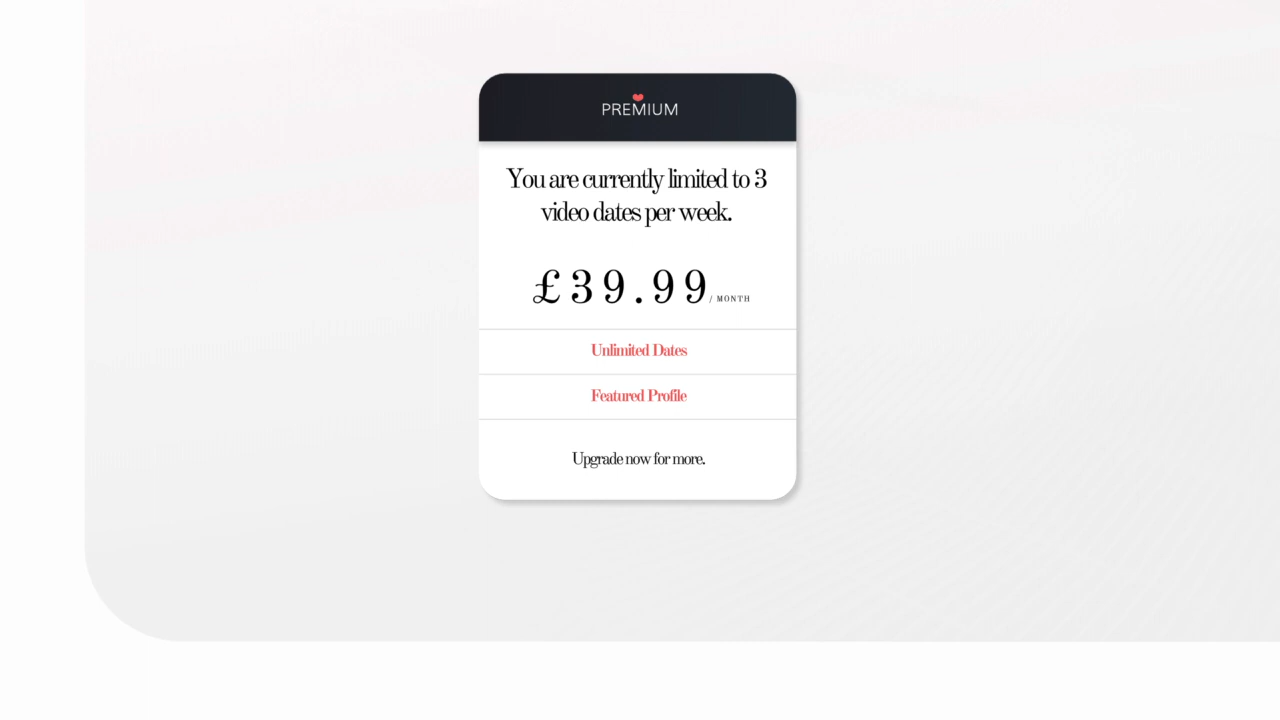 PREMIUM
You are currently limited to 3
video dates per week.
£39.99/ MONTH
Unlimited Dates
Featured Profile
Upgrade now for more.